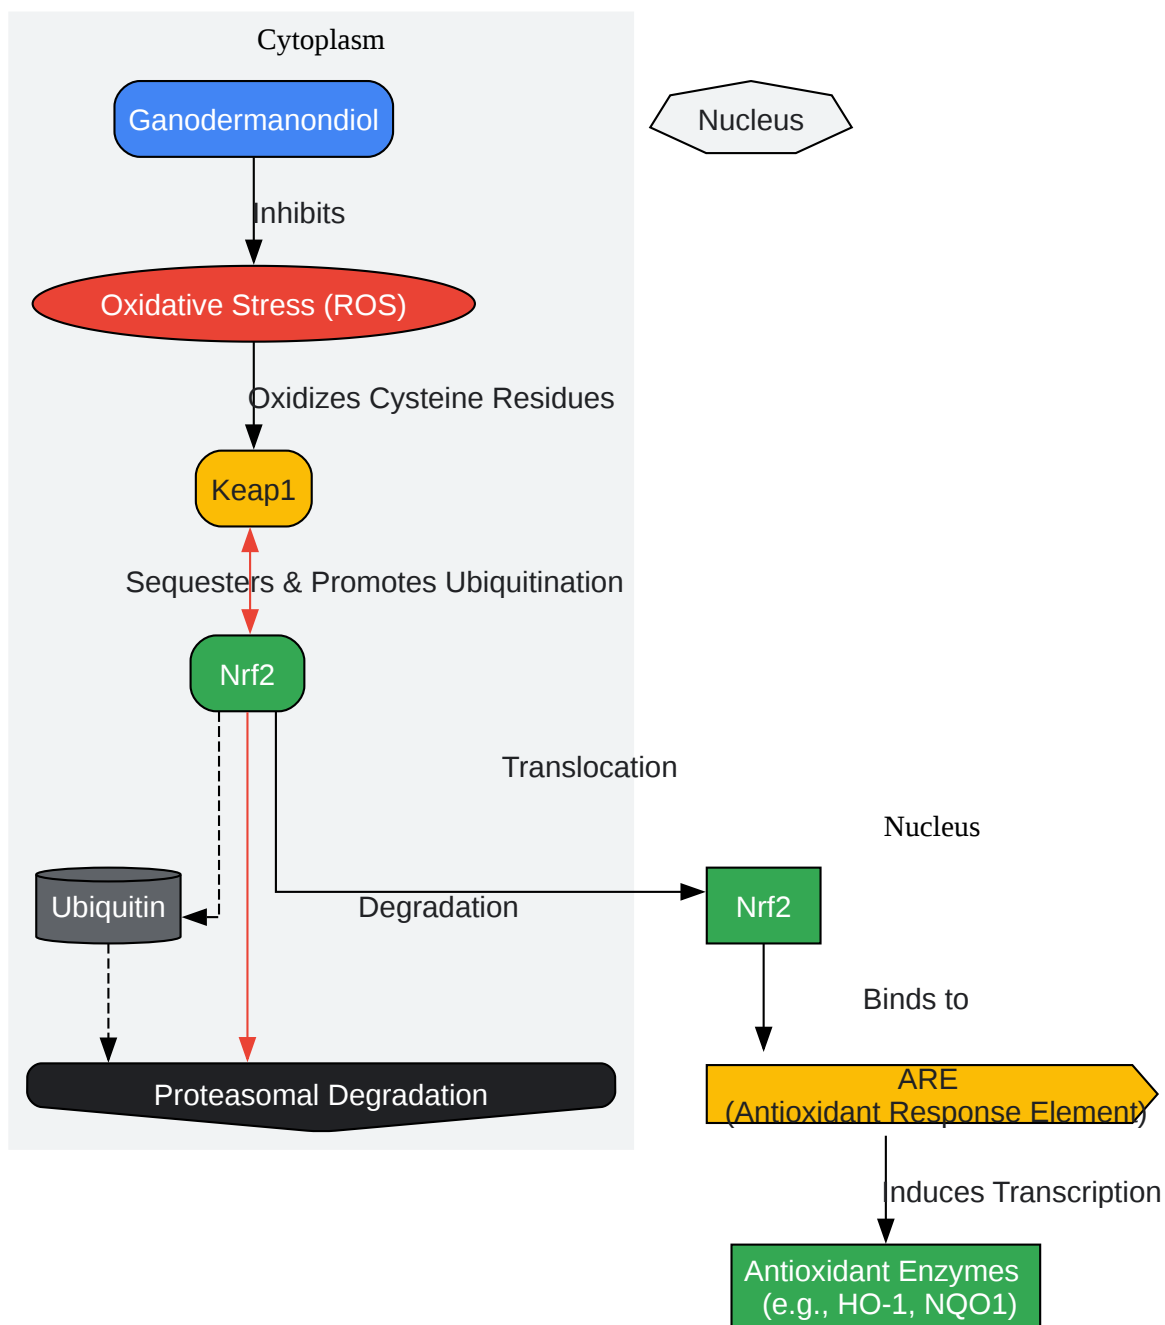 Cytoplasm
Ganodermanondiol
Nucleus
Inhibits
Oxidative Stress (ROS)
Oxidizes Cysteine Residues
Keap1
Sequesters & Promotes Ubiquitination
Nrf2
Translocation
Nucleus
Ubiquitin
Degradation
Nrf2
Binds to
Proteasomal Degradation
ARE
(Antioxidant Response Element)
Induces Transcription
Antioxidant Enzymes
(e.g., HO-1, NQO1)